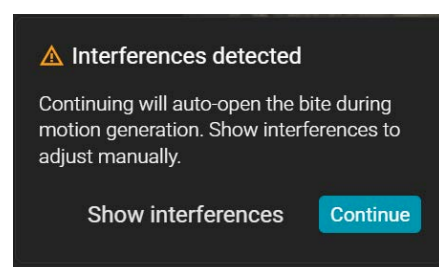 Interferences detected
Continuing will auto-open the bite during
motion generation. Show interferences to
adjust manually.
Show interferences Continue